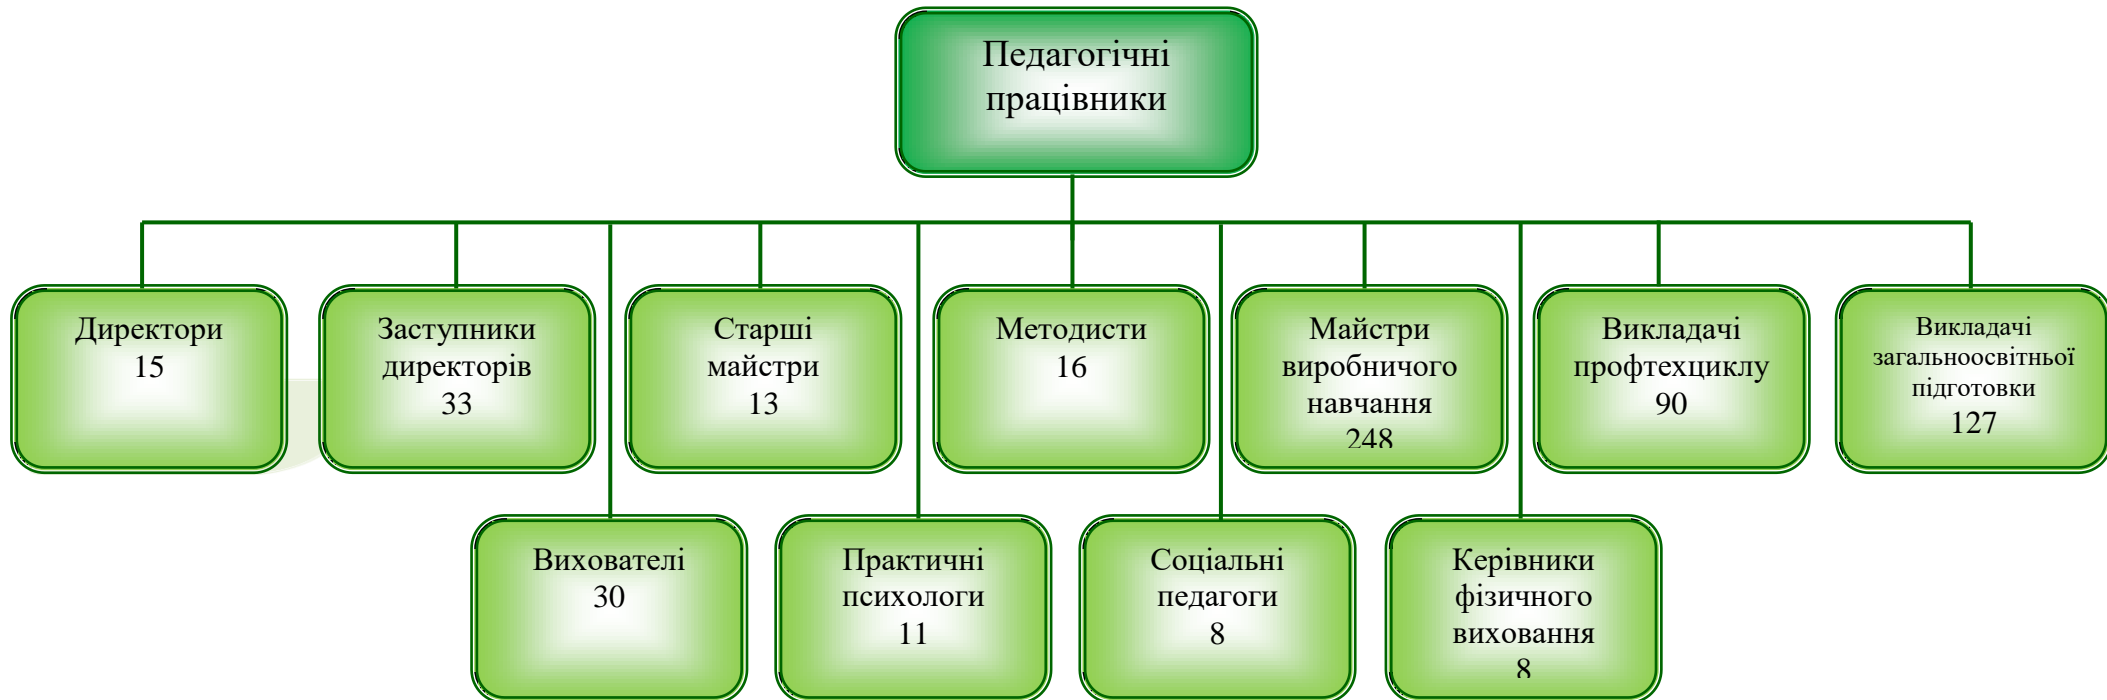 Педагогічні
працівники
Директори
15
Заступники
директорів
33
Старші
майстри
13
Методисти
16
Майстри
виробничого
навчання
248
Викладачі
профтехциклу
90
Викладачі
загальноосвітньої
підготовки
127
Вихователі
30
Практичні
психологи
11
Соціальні
педагоги
8
Керівники
фізичного
виховання
8